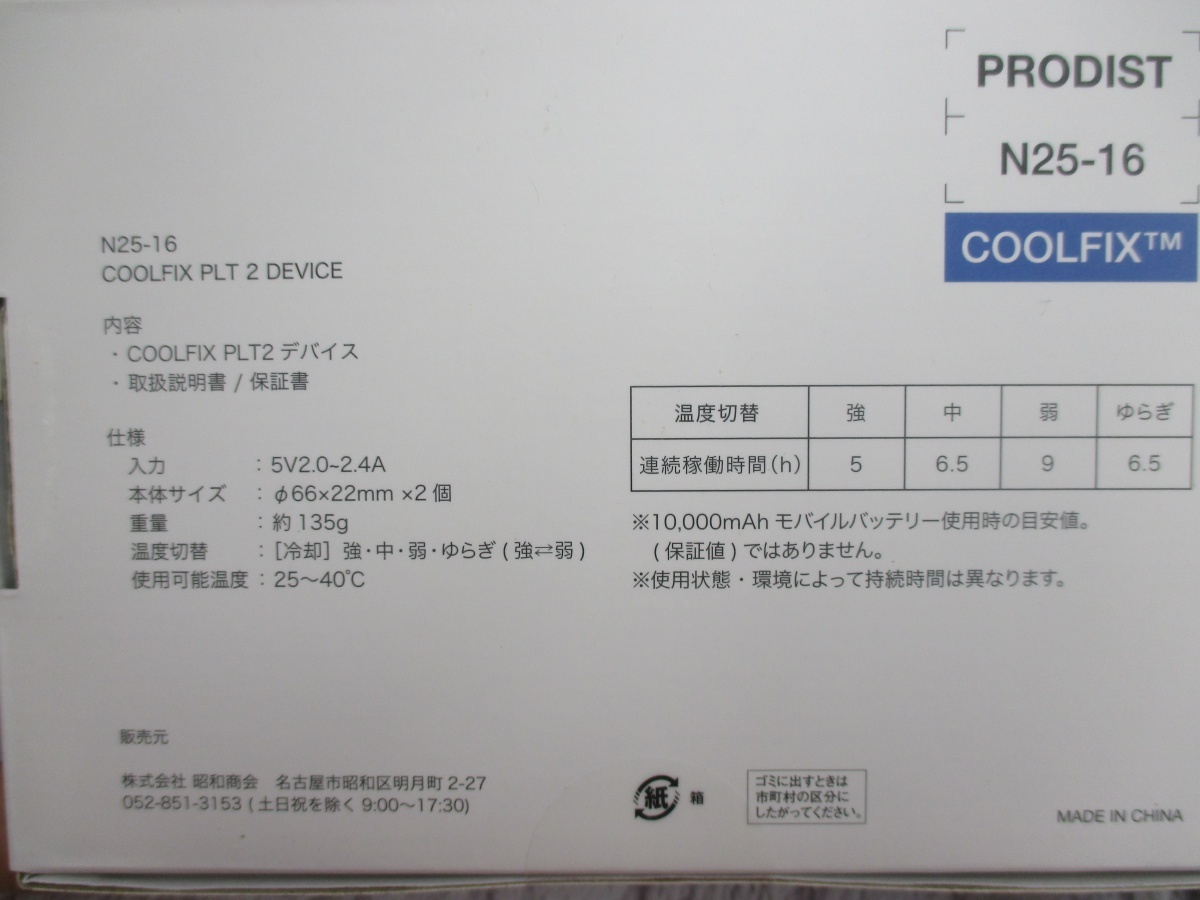 PRODIST
N25-16
COOLFIX™
N25-16
COOLFIX PLT 2 DEVICE
内容
・COOLFIX PLT2 デバイス
・取扱説明書 / 保証書
仕様
入力 : 5V2.0~2.4A
本体サイズ : φ66×22mm ×2 個
重量 : 約 135g
温度切替 : [冷却] 強・中・弱・ゆらぎ ( 強⇄弱 )
使用可能温度 : 25〜40℃
温度切替 強 中 弱 ゆらぎ
連続稼働時間(h) 5 6.5 9 6.5
※10,000mAh モバイルバッテリー使用時の目安値。
( 保証値 ) ではありません。
※使用状態・環境によって持続時間は異なります。
販売元
株式会社 昭和商会 名古屋市昭和区明月町 2-27
052-851-3153 ( 土日祝を除く 9:00〜17:30)
紙 箱
ゴミに出すときは
市町村の区分に
したがってください。
MADE IN CHINA